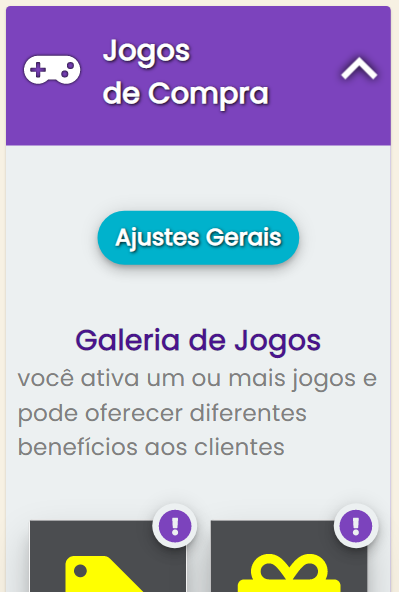 Jogos
de Compra
Ajustes Gerais
Galeria de Jogos
você ativa um ou mais jogos e
pode oferecer diferentes
benefícios aos clientes
!
!